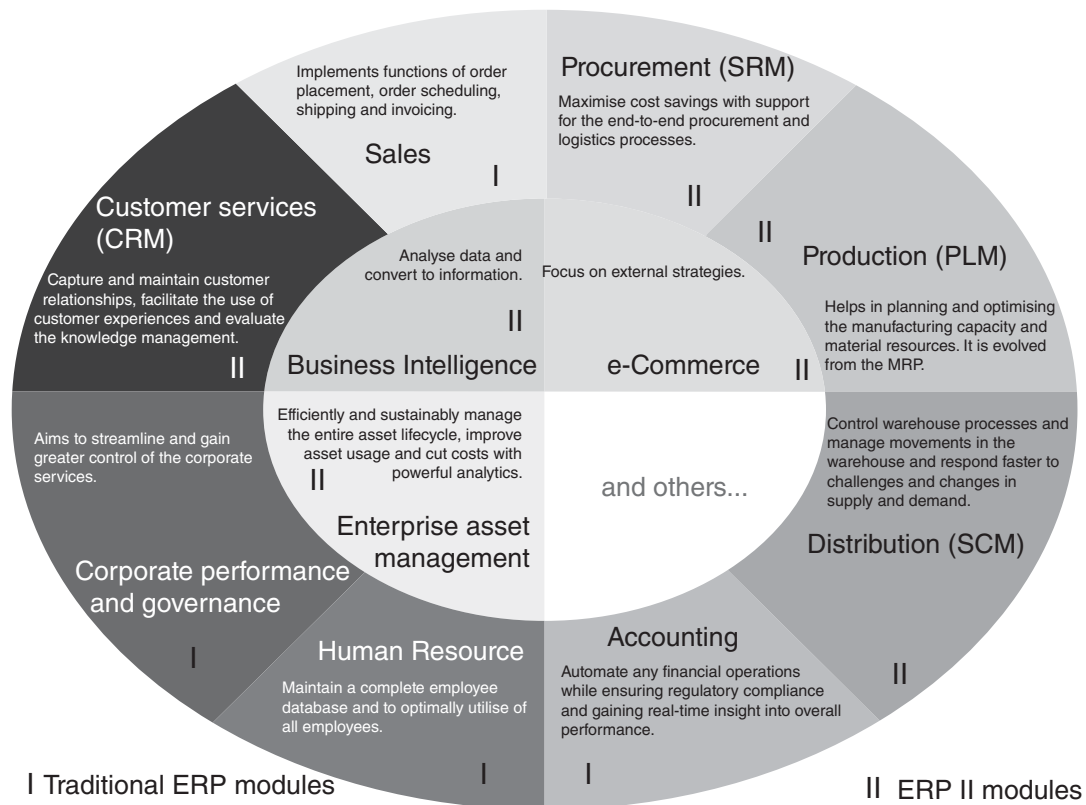 Implements functions of order
placement, order scheduling,
shipping and invoicing.
Sales
I
Procurement (SRM)
Maximise cost savings with support
for the end-to-end procurement and
logistics processes.
II
Customer services
(CRM)
Capture and maintain customer
relationships, facilitate the use of
customer experiences and evaluate
the knowledge management.
II
Analyse data and
convert to information.
II
Business Intelligence
Focus on external strategies.
e-Commerce
II
II
Production (PLM)
Helps in planning and optimising
the manufacturing capacity and
material resources. It is evolved
from the MRP.
Aims to streamline and gain
greater control of the corporate
services.
Corporate performance
and governance
I
Efficiently and sustainably manage
the entire asset lifecycle, improve
asset usage and cut costs with
powerful analytics.
II
Enterprise asset
management
and others...
Control warehouse processes and
manage movements in the
warehouse and respond faster to
challenges and changes in
supply and demand.
Distribution (SCM)
II
Human Resource
Maintain a complete employee
database and to optimally utilise of
all employees.
I
Accounting
Automate any financial operations
while ensuring regulatory compliance
and gaining real-time insight into overall
performance.
I
I Traditional ERP modules
II ERP II modules